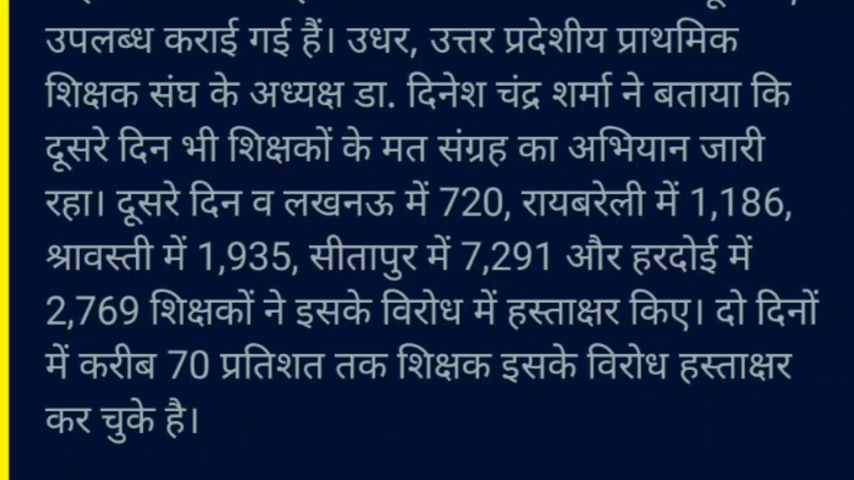 उपलब्ध कराई गई हैं। उधर, उत्तर प्रदेशीय प्राथमिक
शिक्षक संघ के अध्यक्ष डा. दिनेश चंद्र शर्मा ने बताया कि
दूसरे दिन भी शिक्षकों के मत संग्रह का अभियान जारी
रहा। दूसरे दिन व लखनऊ में 720, रायबरेली में 1,186,
श्रावस्ती में 1,935, सीतापुर में 7,291 और हरदोई में
2,769 शिक्षकों ने इसके विरोध में हस्ताक्षर किए। दो दिनों
में करीब 70 प्रतिशत तक शिक्षक इसके विरोध हस्ताक्षर
कर चुके है।